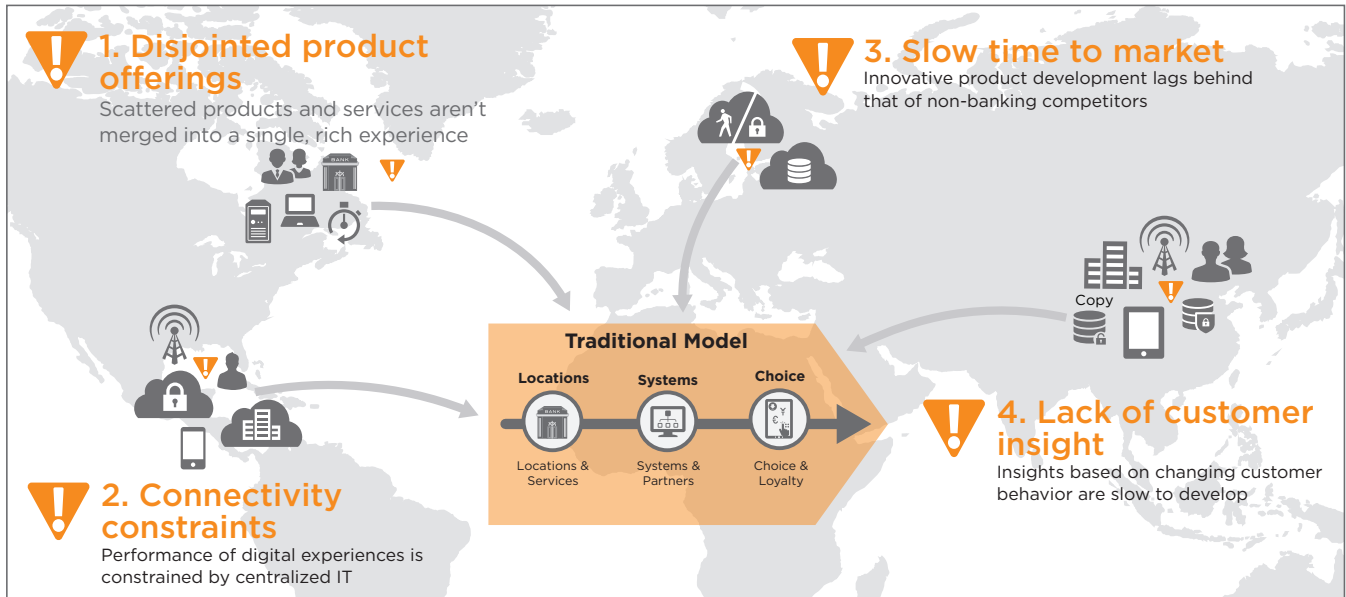 1. Disjointed product
offerings
Scattered products and services aren't
merged into a single, rich experience
BANK
3. Slow time to market
Innovative product development lags behind
that of non-banking competitors
Copy
Traditional Model
Locations
Systems
Choice
BANK
Locations &
Services
Systems &
Partners
Choice &
Loyalty
2. Connectivity
constraints
Performance of digital experiences is
constrained by centralized IT
4. Lack of customer
insight
Insights based on changing customer
behavior are slow to develop